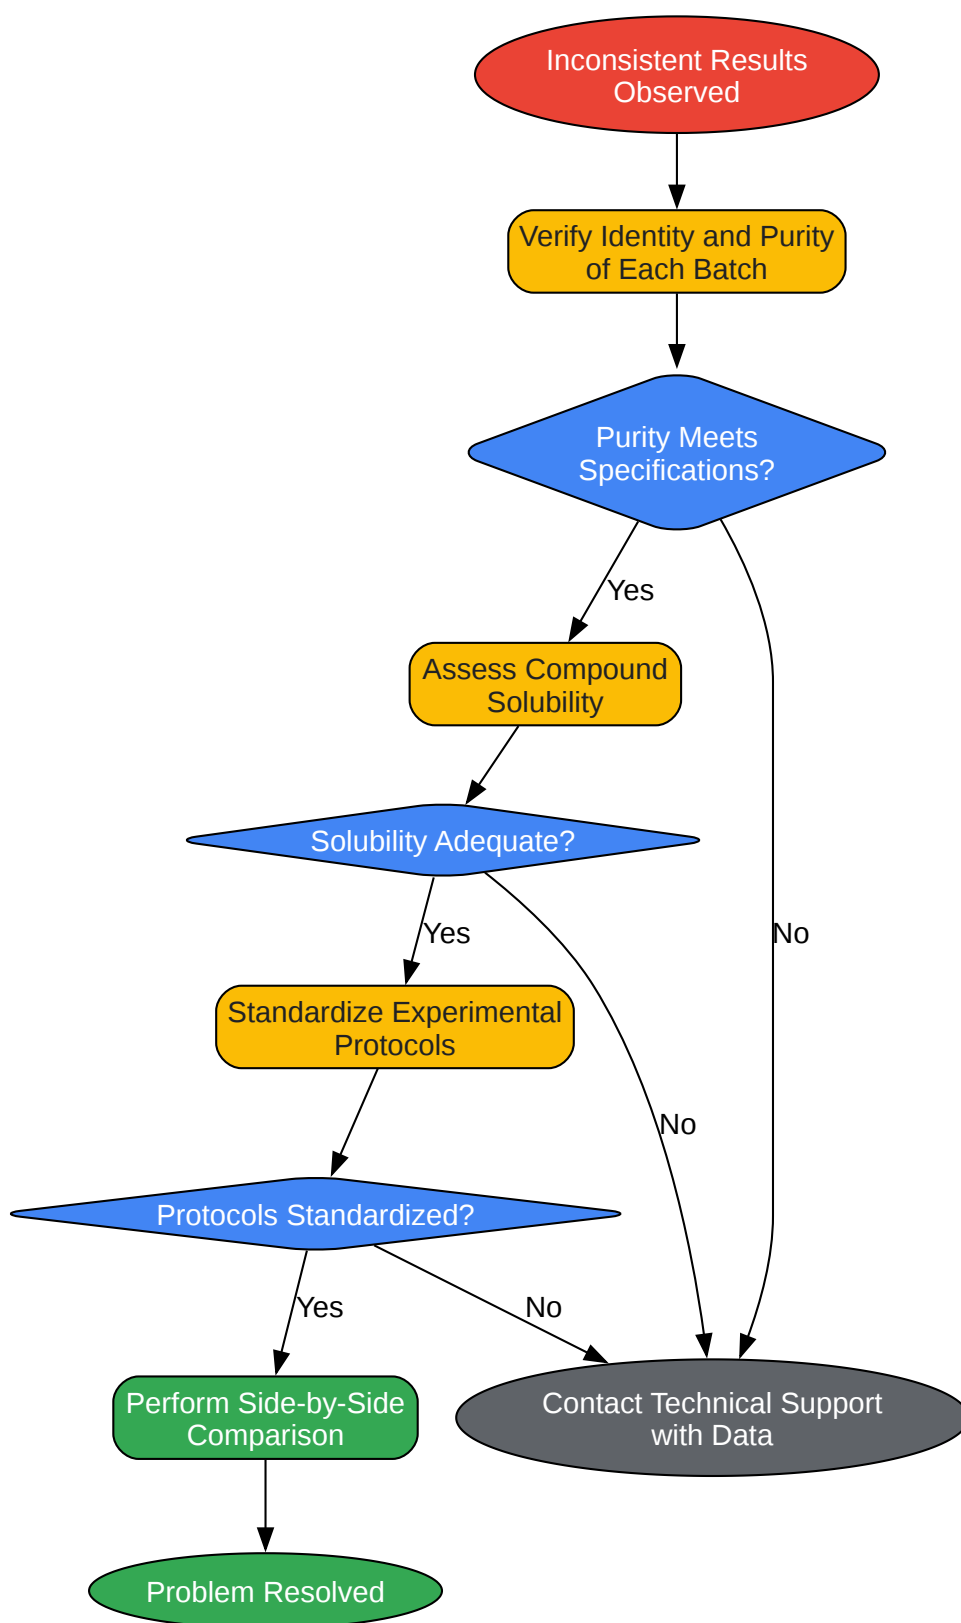 Inconsistent Results
Observed
Verify Identity and Purity
of Each Batch
Purity Meets
Specifications?
Yes
Assess Compound
Solubility
Solubility Adequate?
Yes
No
Standardize Experimental
Protocols
No
Protocols Standardized?
Yes
No
Perform Side-by-Side
Comparison
Contact Technical Support
with Data
Problem Resolved